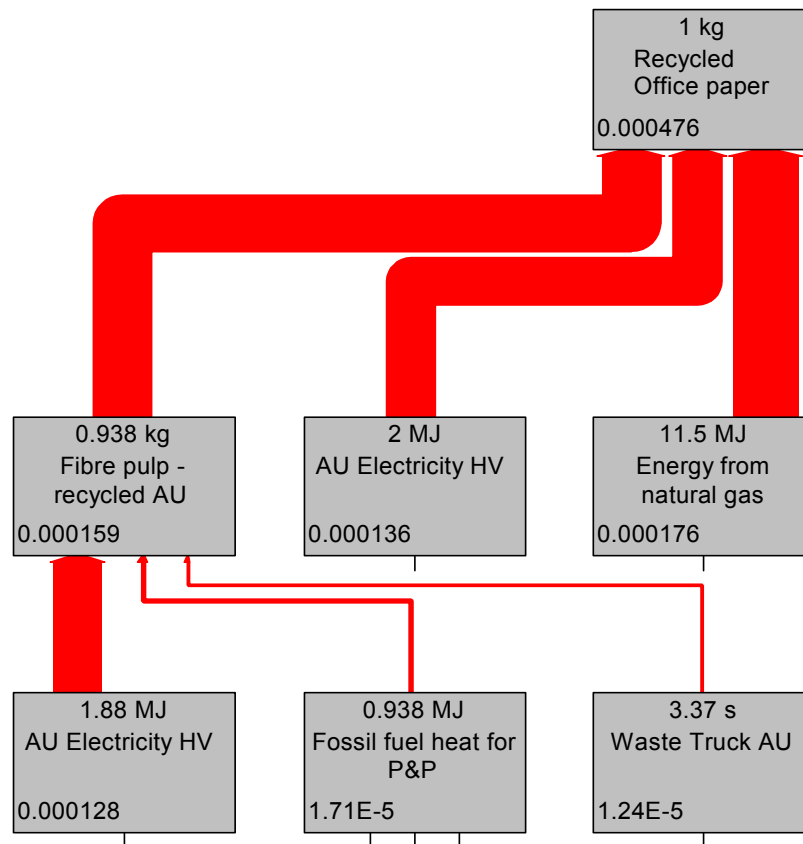 1 kg
Recycled
Office paper
0.000476
0.938 kg
Fibre pulp -
recycled AU
0.000159
2 MJ
AU Electricity HV
0.000136
11.5 MJ
Energy from
natural gas
0.000176
1.88 MJ
AU Electricity HV
0.000128
0.938 MJ
Fossil fuel heat for
P&P
1.71E-5
3.37 s
Waste Truck AU
1.24E-5